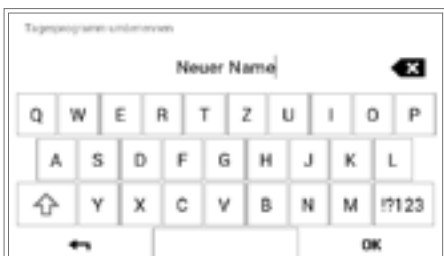 Tagesprogramm umbenennen
Neuer Name
Q W E R T Z U I O P
A S D F G H J K L
Y X C V B N M !?123
OK